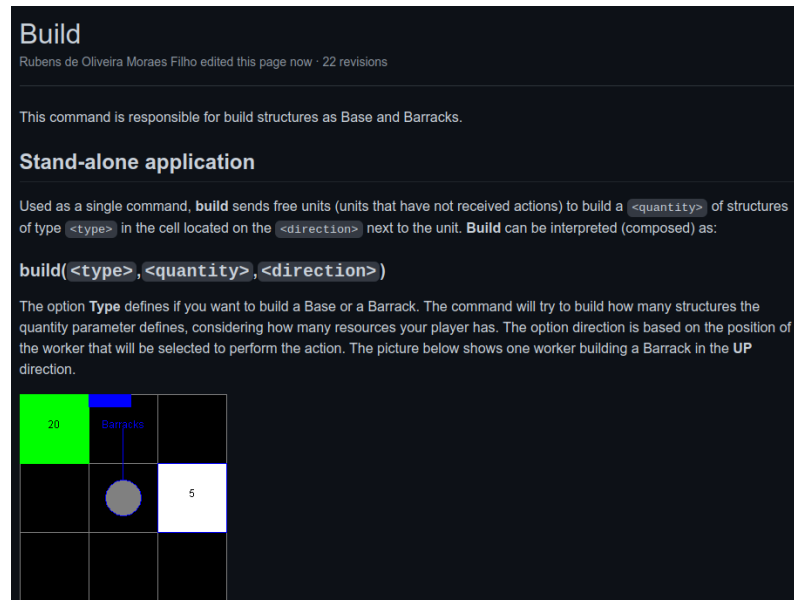 Build
Rubens de Oliveira Moraes Filho edited this page now · 22 revisions
This command is responsible for build structures as Base and Barracks.
Stand-alone application
Used as a single command, build sends free units (units that have not received actions) to build a <quantity> of structures
of type <type> in the cell located on the <direction> next to the unit. Build can be interpreted (composed) as:
build(<type>,<quantity>,<direction>)
The option Type defines if you want to build a Base or a Barrack. The command will try to build how many structures the
quantity parameter defines, considering how many resources your player has. The option direction is based on the position of
the worker that will be selected to perform the action. The picture below shows one worker building a Barrack in the UP
direction.
20
Barracks
5